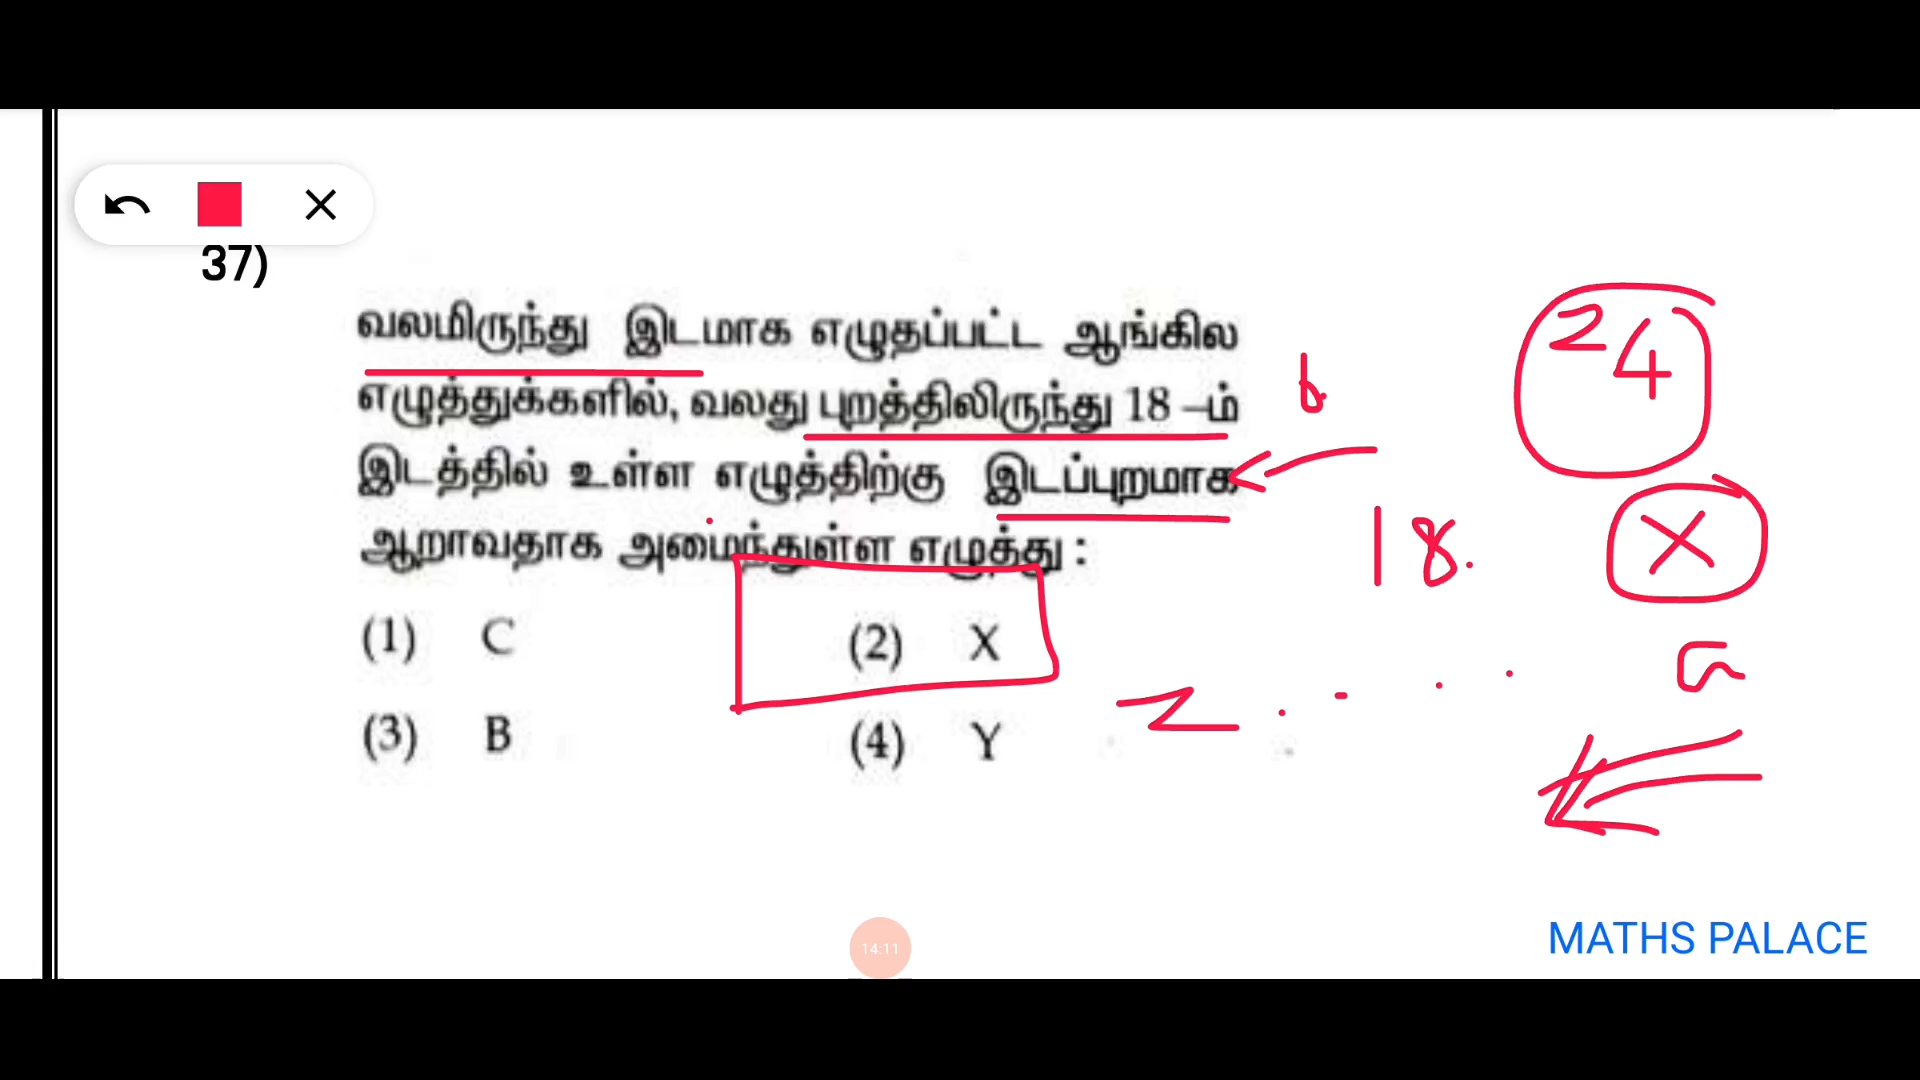 37)
வலமிருந்து இடமாக எழுதப்பட்ட ஆங்கில
எழுத்துக்களில், வலது புறத்திலிருந்து 18 –ம்
இடத்தில் உள்ள எழுத்திற்கு இடப்புறமாக
ஆறாவதாக அமைந்துள்ள எழுத்து :
(1) C (2) X
(3) B (4) Y
24
18.
X
Z . . . .
14:11
MATHS PALACE